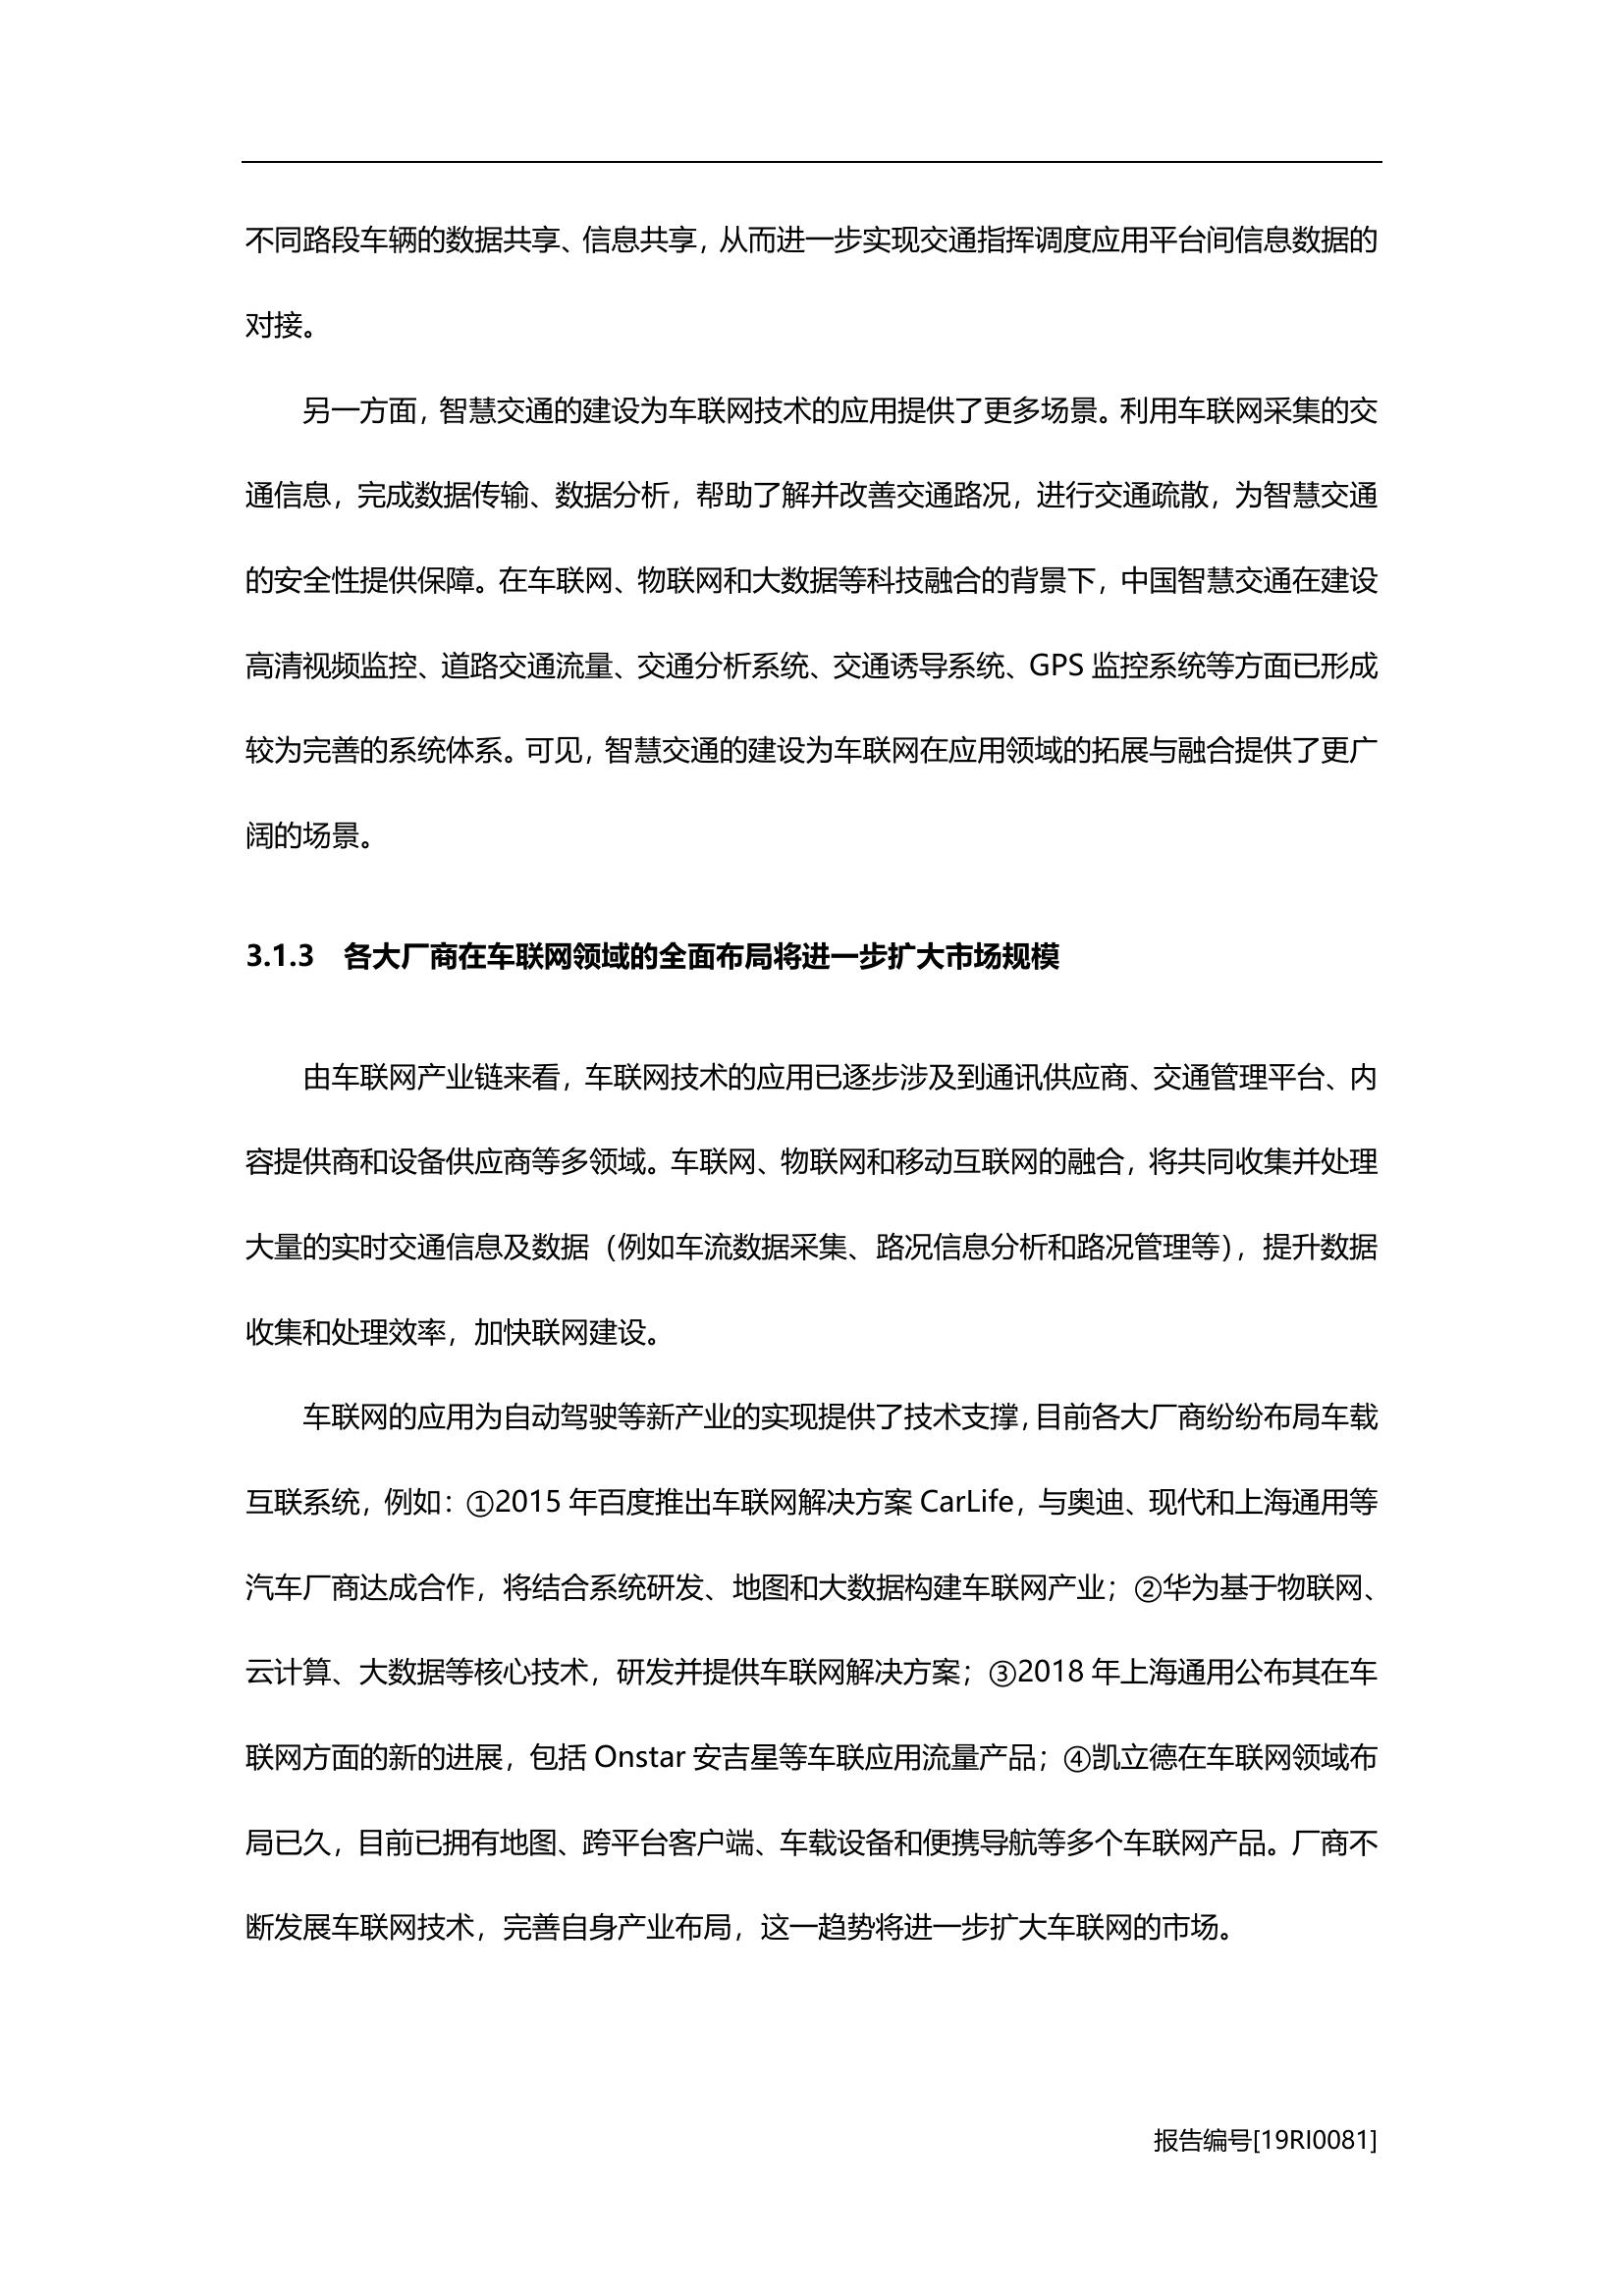 不同路段车辆的数据共享、信息共享，从而进一步实现交通指挥调度应用平台间信息数据的
对接。
另一方面，智慧交通的建设为车联网技术的应用提供了更多场景。利用车联网采集的交
通信息，完成数据传输、数据分析，帮助了解并改善交通路况，进行交通疏散，为智慧交通
的安全性提供保障。在车联网、物联网和大数据等科技融合的背景下，中国智慧交通在建设
高清视频监控、道路交通流量、交通分析系统、交通诱导系统、GPS 监控系统等方面已形成
较为完善的系统体系。可见，智慧交通的建设为车联网在应用领域的拓展与融合提供了更广
阔的场景。
3.1.3 各大厂商在车联网领域的全面布局将进一步扩大市场规模
由车联网产业链来看，车联网技术的应用已逐步涉及到通讯供应商、交通管理平台、内
容提供商和设备供应商等多领域。车联网、物联网和移动互联网的融合，将共同收集并处理
大量的实时交通信息及数据（例如车流数据采集、路况信息分析和路况管理等），提升数据
收集和处理效率，加快联网建设。
车联网的应用为自动驾驶等新产业的实现提供了技术支撑，目前各大厂商纷纷布局车载
互联系统，例如：①2015 年百度推出车联网解决方案 CarLife，与奥迪、现代和上海通用等
汽车厂商达成合作，将结合系统研发、地图和大数据构建车联网产业；②华为基于物联网、
云计算、大数据等核心技术，研发并提供车联网解决方案；③2018 年上海通用公布其在车
联网方面的新的进展，包括 Onstar 安吉星等车联应用流量产品；④凯立德在车联网领域布
局已久，目前已拥有地图、跨平台客户端、车载设备和便携导航等多个车联网产品。厂商不
断发展车联网技术，完善自身产业布局，这一趋势将进一步扩大车联网的市场。
报告编号[19RI0081]